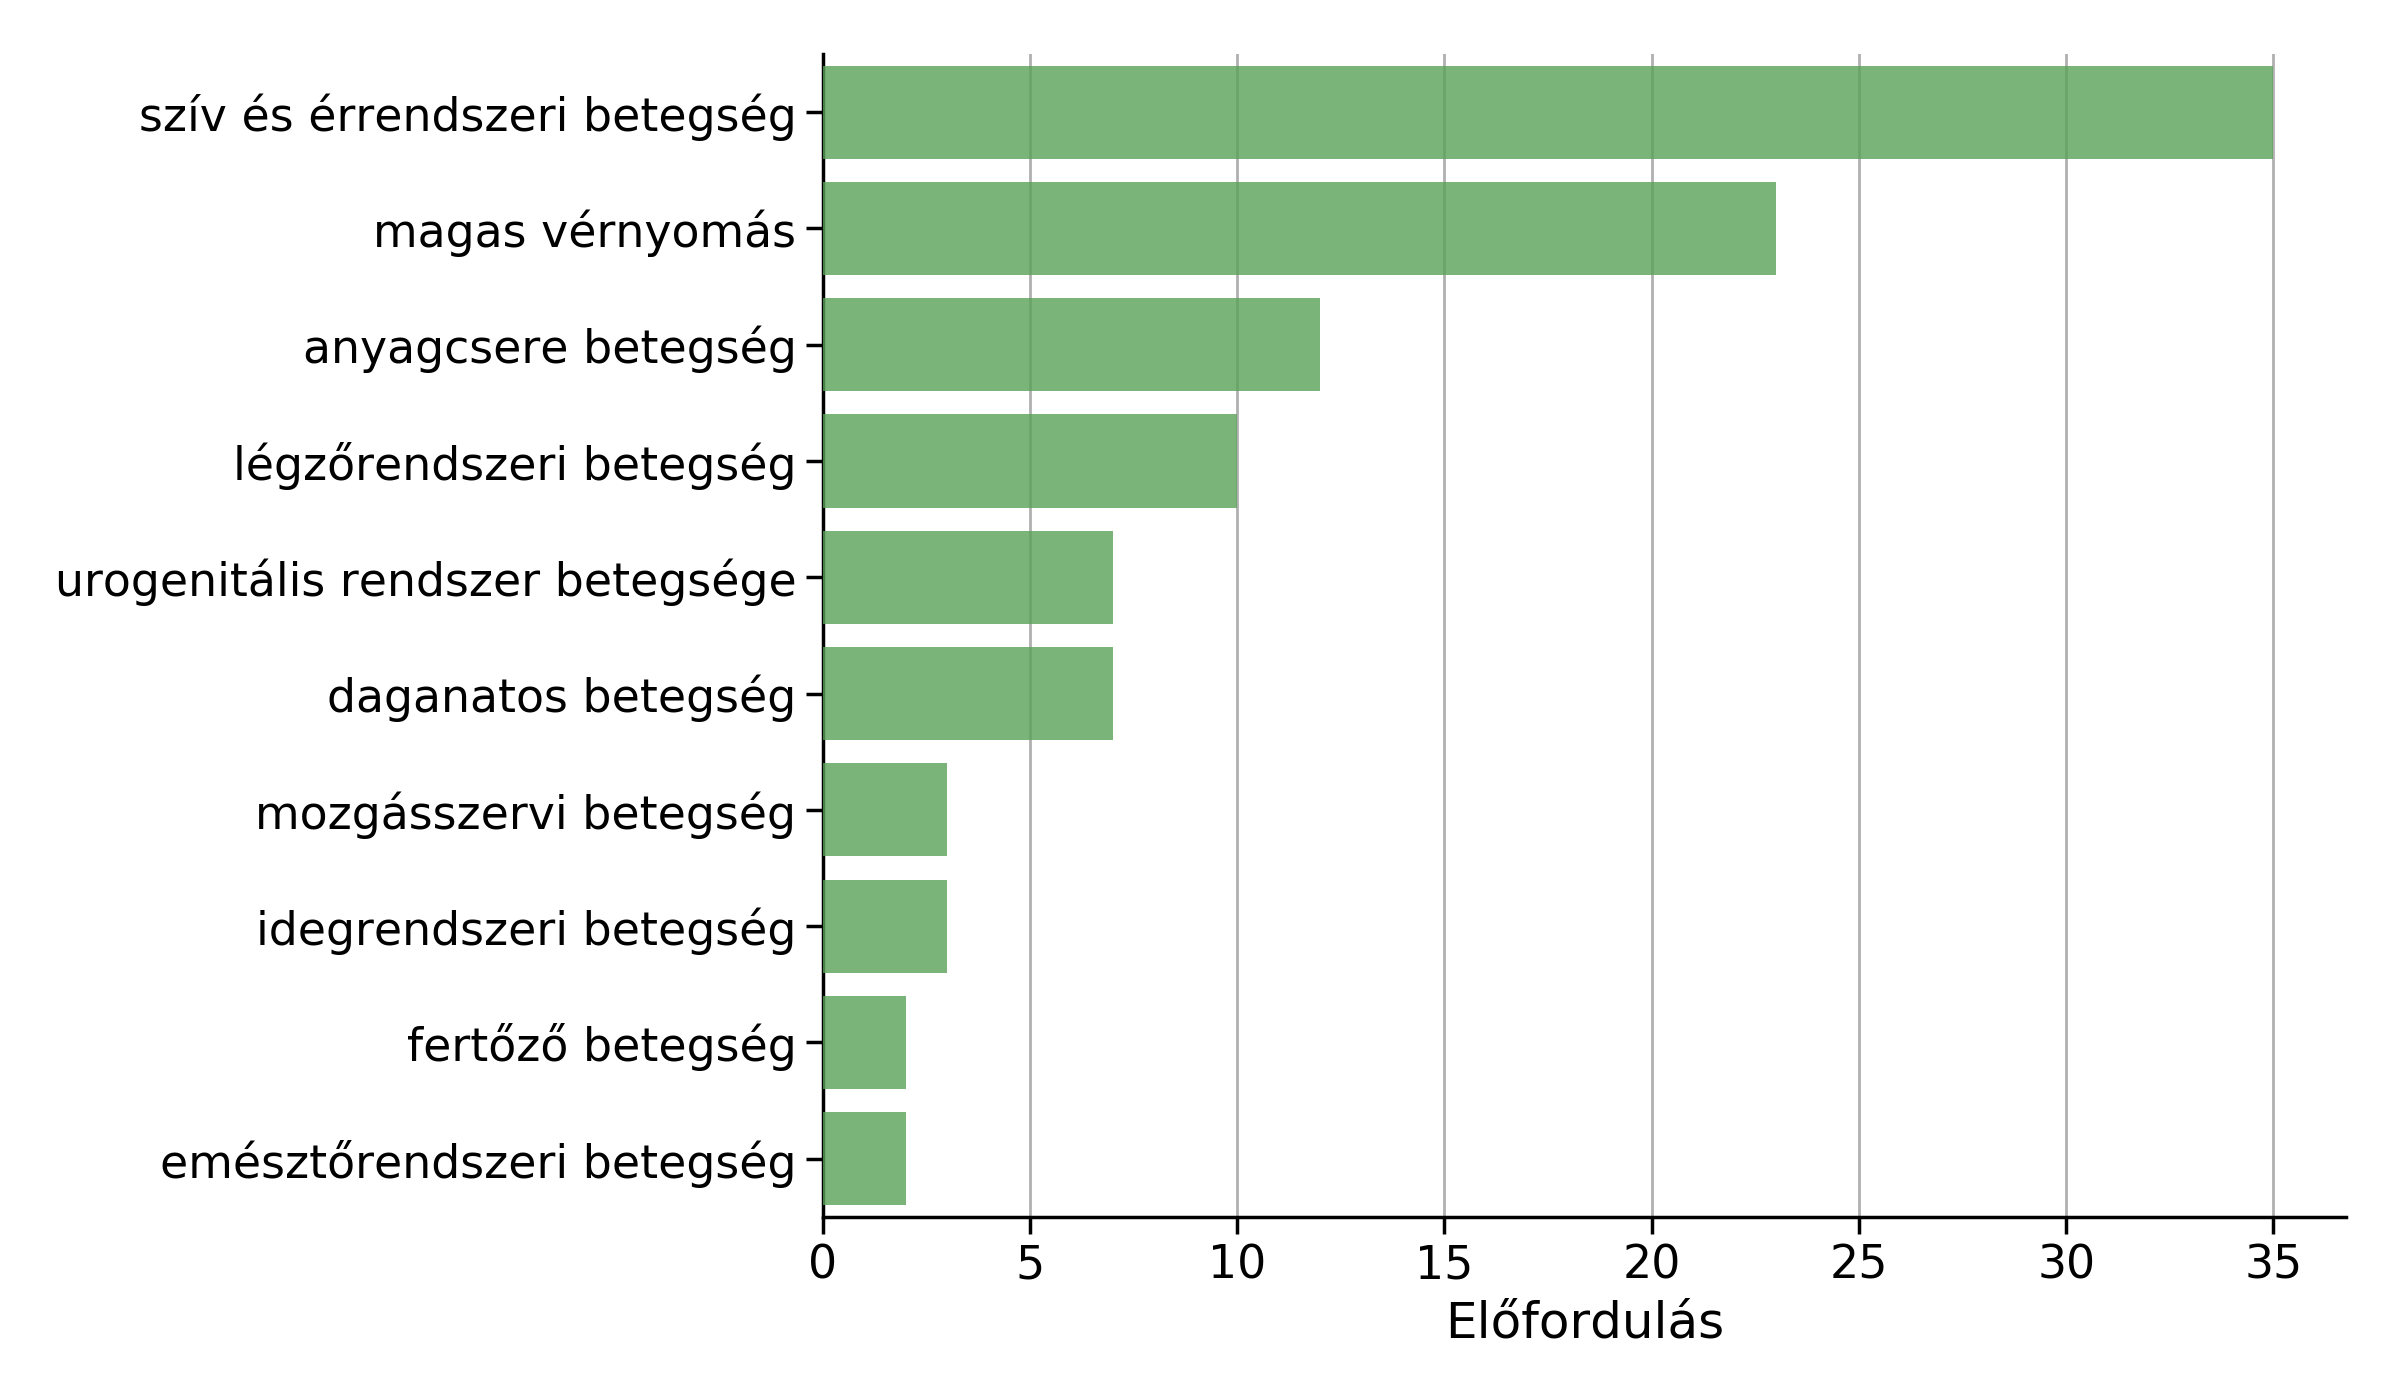 szív és érrendszeri betegség
magas vérnyomás
anyagcsere betegség
légzőrendszeri betegség
urogenitális rendszer betegsége
daganatos betegség
mozgásszervi betegség
idegrendszeri betegség
fertőző betegség
emésztőrendszeri betegség
0 5 10 15 20 25 30 35
Előfordulás